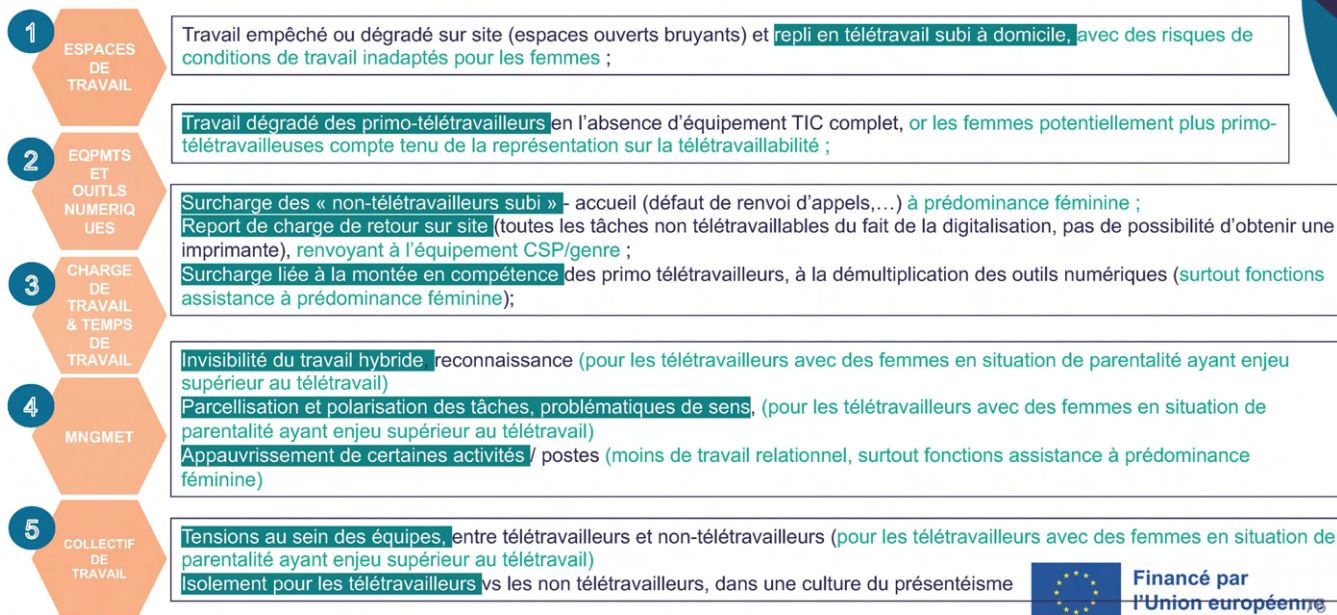 1
ESPACES
DE
TRAVAIL
Travail empêché ou dégradé sur site (espaces ouverts bruyants) et repli en télétravail subi à domicile, avec des risques de
conditions de travail inadaptés pour les femmes ;
2
EQPMTS
ET
OUITLS
NUMERIQ
UES
Travail dégradé des primo-télétravailleurs en l'absence d'équipement TIC complet, or les femmes potentiellement plus primo-
télétravailleuses compte tenu de la représentation sur la télétravaillabilité ;
3
CHARGE
DE
TRAVAIL
& TEMPS
DE
TRAVAIL
Surcharge des « non-télétravailleurs subi » - accueil (défaut de renvoi d'appels,…) à prédominance féminine ;
Report de charge de retour sur site (toutes les tâches non télétravaillables du fait de la digitalisation, pas de possibilité d'obtenir une
imprimante), renvoyant à l'équipement CSP/genre ;
Surcharge liée à la montée en compétence des primo télétravailleurs, à la démultiplication des outils numériques (surtout fonctions
assistance à prédominance féminine);
4
MNGMET
Invisibilité du travail hybride, reconnaissance (pour les télétravailleurs avec des femmes en situation de parentalité ayant enjeu
supérieur au télétravail)
Parcellisation et polarisation des tâches, problématiques de sens, (pour les télétravailleurs avec des femmes en situation de
parentalité ayant enjeu supérieur au télétravail)
Appauvrissement de certaines activités / postes (moins de travail relationnel, surtout fonctions assistance à prédominance
féminine)
5
COLLECTIF
DE
TRAVAIL
Tensions au sein des équipes, entre télétravailleurs et non-télétravailleurs (pour les télétravailleurs avec des femmes en situation de
parentalité ayant enjeu supérieur au télétravail)
Isolement pour les télétravailleurs vs les non télétravailleurs, dans une culture du présentéisme
Financé par
l'Union européenne